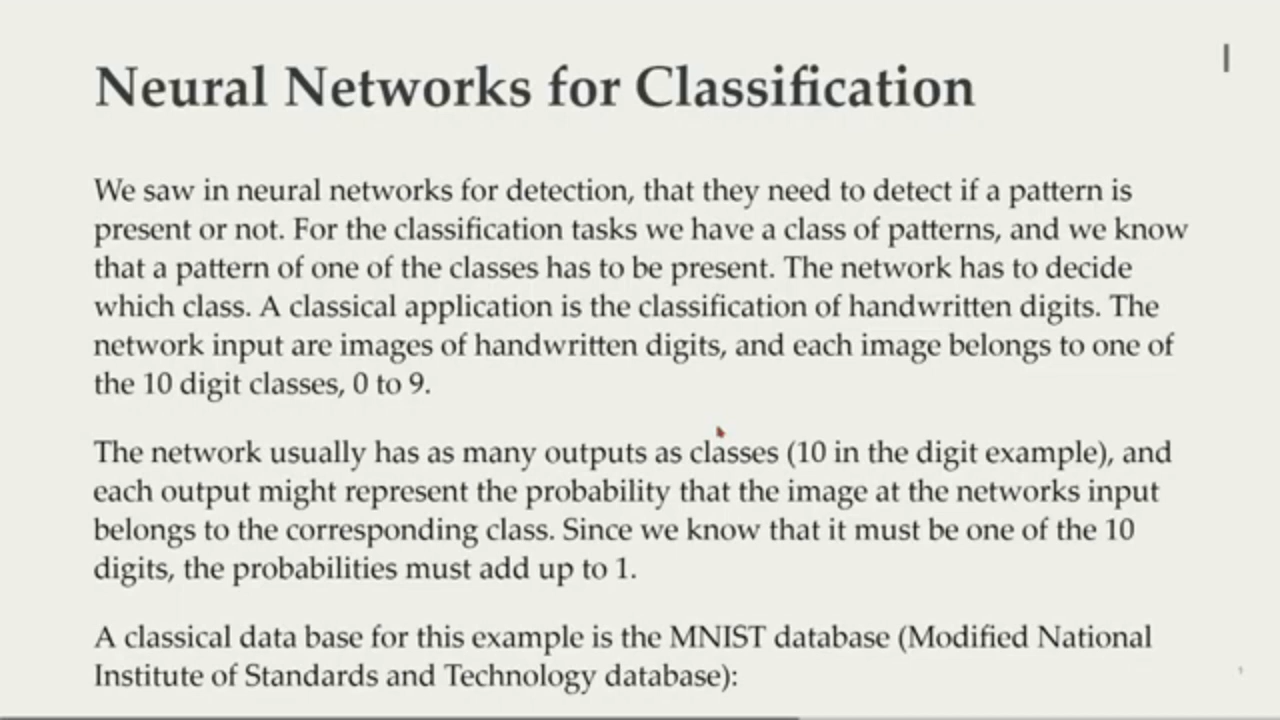 Neural Networks for Classification
We saw in neural networks for detection, that they need to detect if a pattern is
present or not. For the classification tasks we have a class of patterns, and we know
that a pattern of one of the classes has to be present. The network has to decide
which class. A classical application is the classification of handwritten digits. The
network input are images of handwritten digits, and each image belongs to one of
the 10 digit classes, 0 to 9.
The network usually has as many outputs as classes (10 in the digit example), and
each output might represent the probability that the image at the networks input
belongs to the corresponding class. Since we know that it must be one of the 10
digits, the probabilities must add up to 1.
A classical data base for this example is the MNIST database (Modified National
Institute of Standards and Technology database):